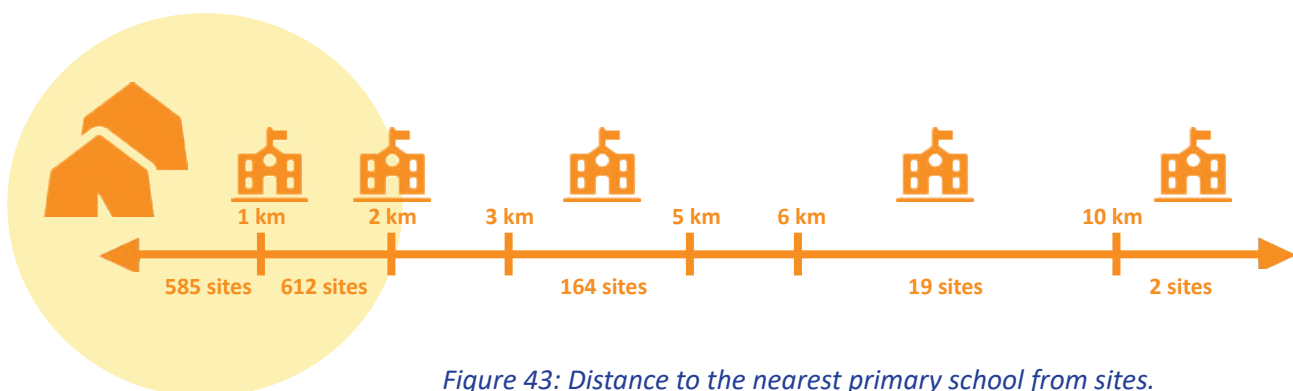 1 km 2 km 3 km 5 km 6 km 10 km
585 sites 612 sites 164 sites 19 sites 2 sites
Figure 43: Distance to the nearest primary school from sites.